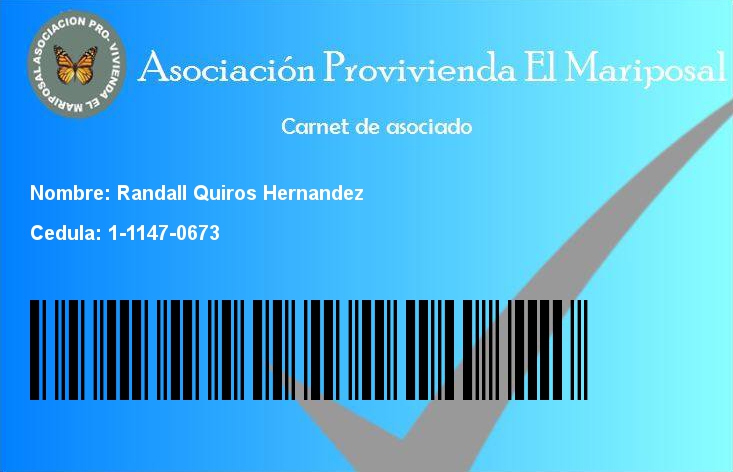 ASOCIACION PRO. VIVIENDA EL MARIPOSAL
Asociación Provivienda El Mariposal
Carnet de asociado
Nombre: Randall Quiros Hernandez
Cedula: 1-1147-0673